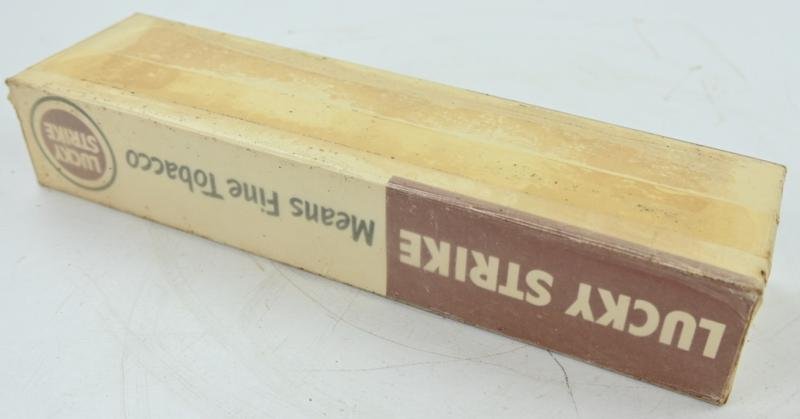 LUCKY STRIKE
Means Fine Tobacco
LUCKY
STRIKE